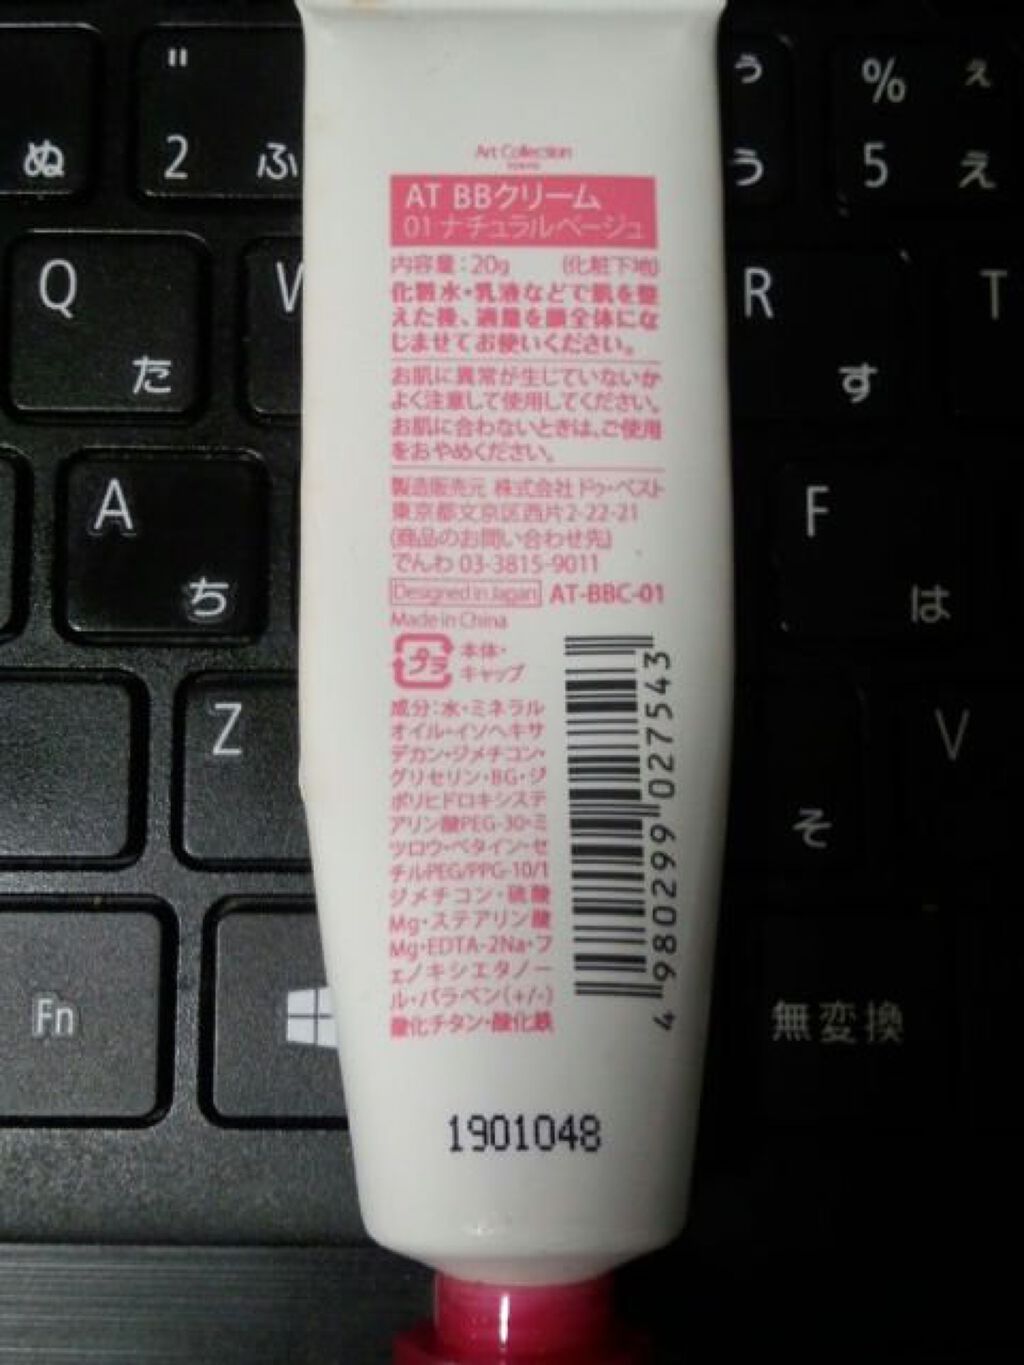 Art Collection
AT BBクリーム
01 ナチュラルベージュ
内容量：20g (化粧下地)
化粧水・乳液などで肌を整
えた後、適量を顔全体にな
じませてお使いください。
お肌に異常が生じていないか
よく注意して使用してください。
お肌に合わないときは、ご使用
をおやめください。
製造販売元 株式会社 ドゥ・ベスト
東京都文京区西片2-22-21
(商品のお問い合わせ先)
でんわ 03-3815-9011
Designed in Japan AT-BBC-01
Made in China
プラ
本体・
キャップ
成分：水・ミネラル
オイル・イソヘキサ
デカン・ジメチコン・
グリセリン・BG・ジ
ポリヒドロキシステ
アリン酸PEG-30・ミ
ツロウ・ベタイン・セ
チルPEG/PPG-10/1
ジメチコン・硫酸
Mg・ステアリン酸
Mg・EDTA-2Na・フ
ェノキシエタノー
ル・パラベン(+/-)
酸化チタン・酸化鉄
4980299027543
1901048
ぬ
"
2 ふ
ぅ
う
% ぇ
5 え
Q
た
W
R
す
T
A
ち
F
は
Z
V
そ
Fn
無変換